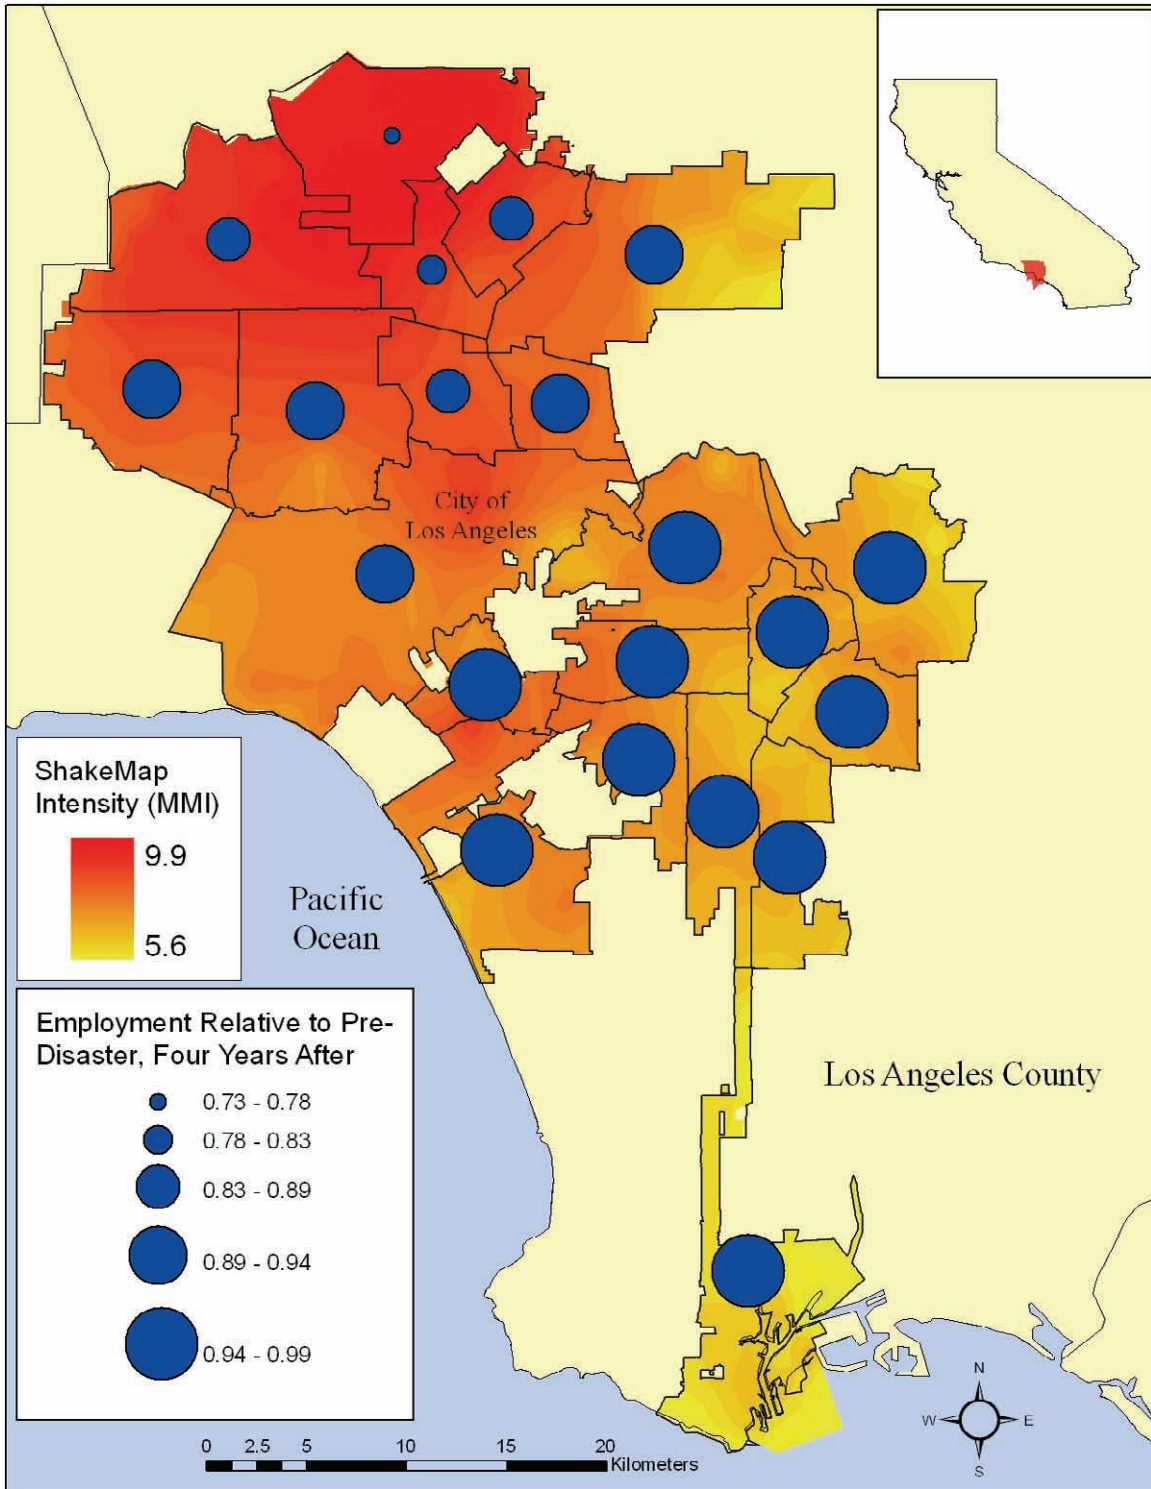 City of
Los Angeles
ShakeMap
Intensity (MMI)
9.9
5.6
Pacific
Ocean
Employment Relative to Pre-
Disaster, Four Years After
0.73 - 0.78
0.78 - 0.83
0.83 - 0.89
0.89 - 0.94
0.94 - 0.99
Los Angeles County
N
W E
S
0 2.5 5 10 15 20
Kilometers